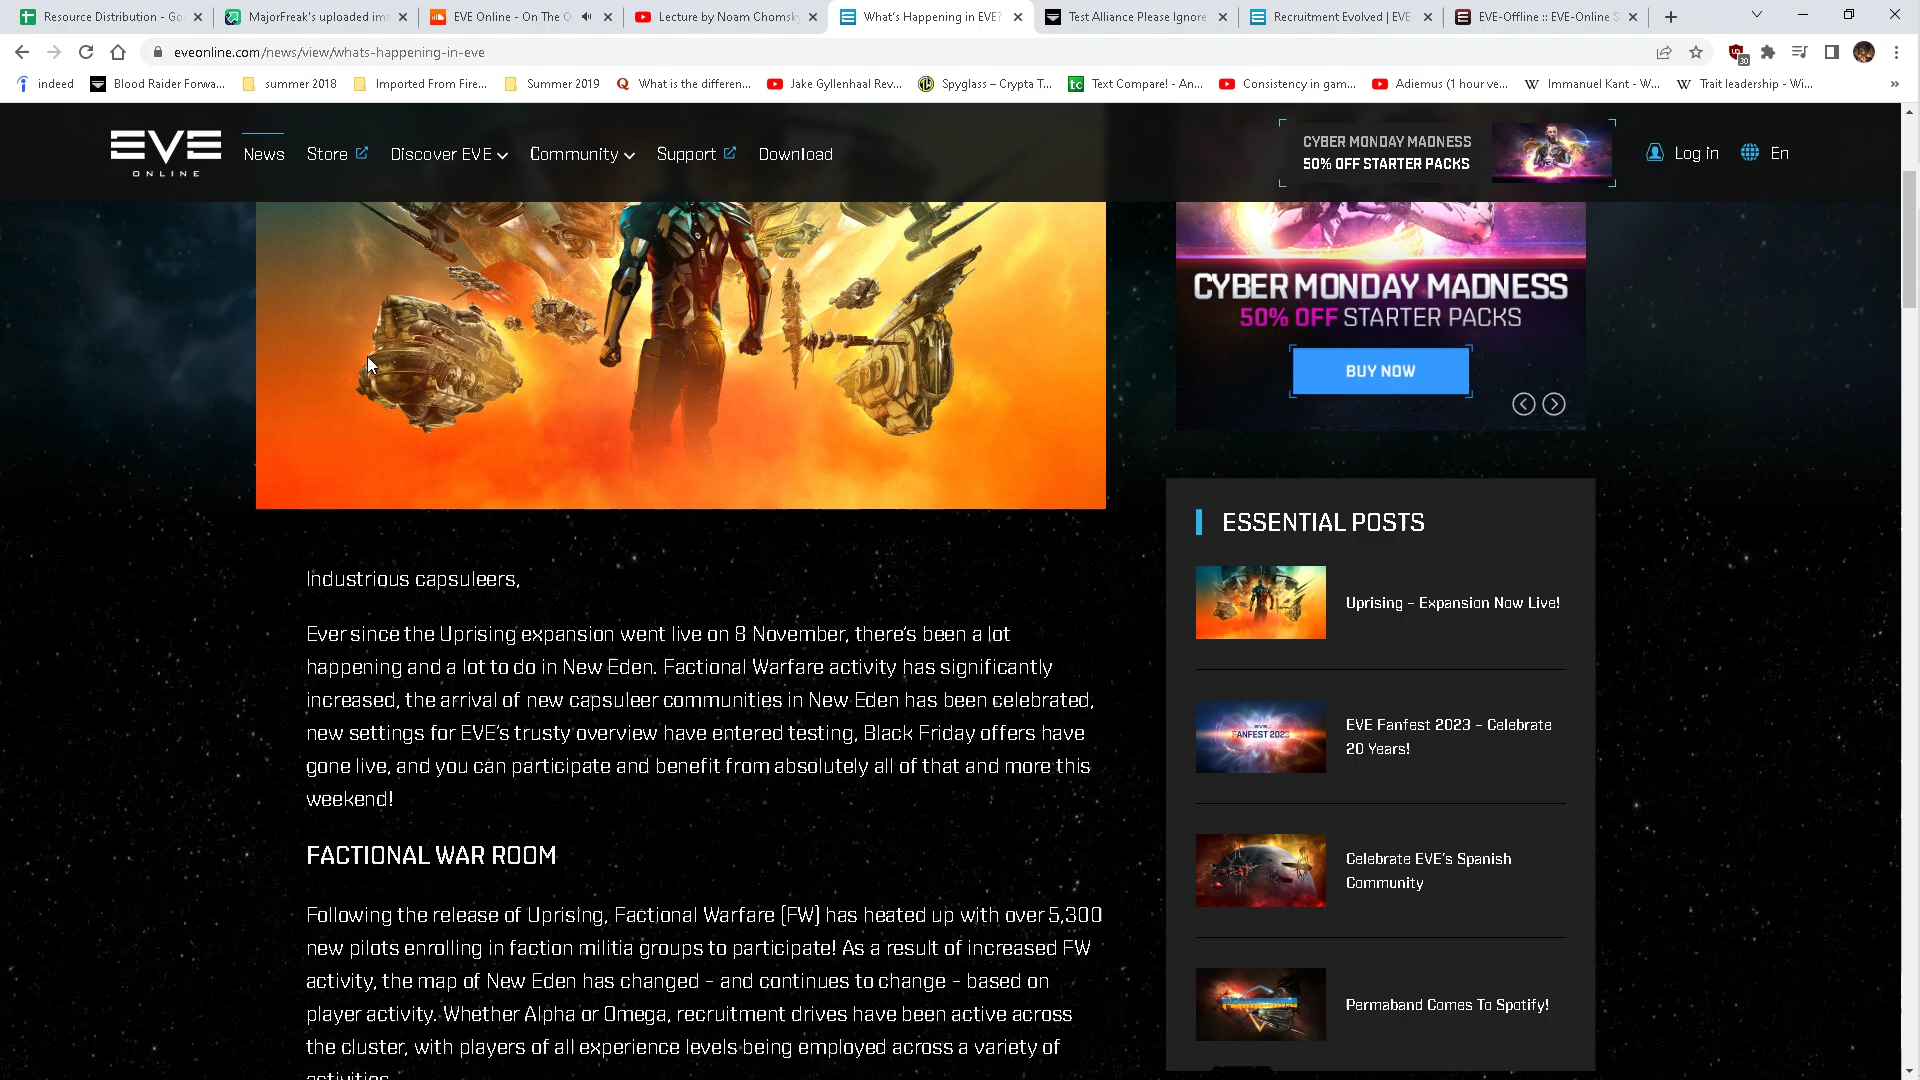 Resource Distribution - Go
MajorFreak's uploaded ima
EVE Online - On The O
Lecture by Noam Chomsk
What's Happening in EVE?
Test Alliance Please Ignore
Recruitment Evolved | EVE
EVE-Offline :: EVE-Online S
eveonline.com/news/view/whats-happening-in-eve
30
indeed
Blood Raider Forwa...
summer 2018
Imported From Fire...
Summer 2019
What is the differen...
Jake Gyllenhaal Rev...
Spyglass – Crypta T...
tc Text Compare! - An...
Consistency in gam...
Adiemus (1 hour ve...
W Immanuel Kant - W...
W Trait leadership - Wi...
EVE
ONLINE
News
Store
Discover EVE
Community
Support
Download
CYBER MONDAY MADNESS
50% OFF STARTER PACKS
Log in
En
CYBER MONDAY MADNESS
50% OFF STARTER PACKS
BUY NOW
Industrious capsuleers,
Ever since the Uprising expansion went live on 8 November, there's been a lot
happening and a lot to do in New Eden. Factional Warfare activity has significantly
increased, the arrival of new capsuleer communities in New Eden has been celebrated,
new settings for EVE's trusty overview have entered testing, Black Friday offers have
gone live, and you can participate and benefit from absolutely all of that and more this
weekend!
FACTIONAL WAR ROOM
Following the release of Uprising, Factional Warfare (FW) has heated up with over 5,300
new pilots enrolling in faction militia groups to participate! As a result of increased FW
activity, the map of New Eden has changed – and continues to change – based on
player activity. Whether Alpha or Omega, recruitment drives have been active across
the cluster, with players of all experience levels being employed across a variety of
activities.
ESSENTIAL POSTS
Uprising – Expansion Now Live!
EVE
FANFEST 2023
EVE Fanfest 2023 – Celebrate
20 Years!
Celebrate EVE's Spanish
Community
Permaband Comes To Spotify!